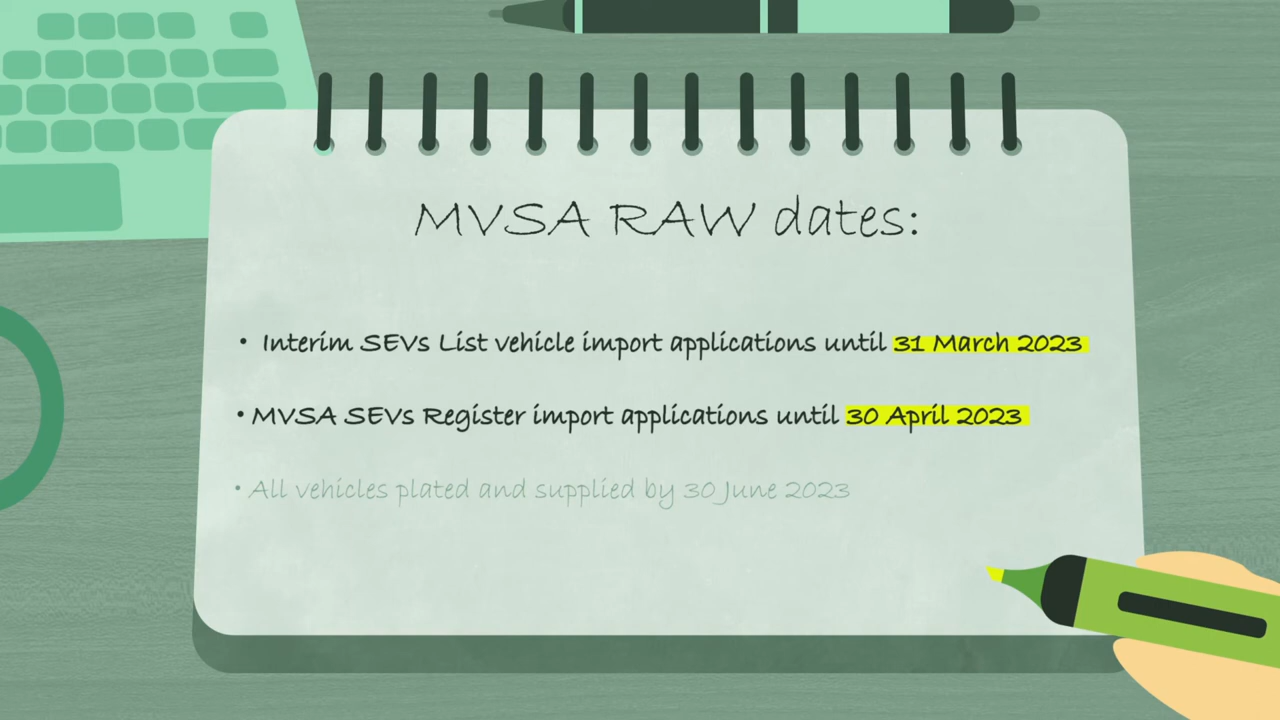 MVSA RAW dates:
• Interim SEVs List vehicle import applications until 31 March 2023
• MVSA SEVs Register import applications until 30 April 2023
• All vehicles plated and supplied by 30 June 2023